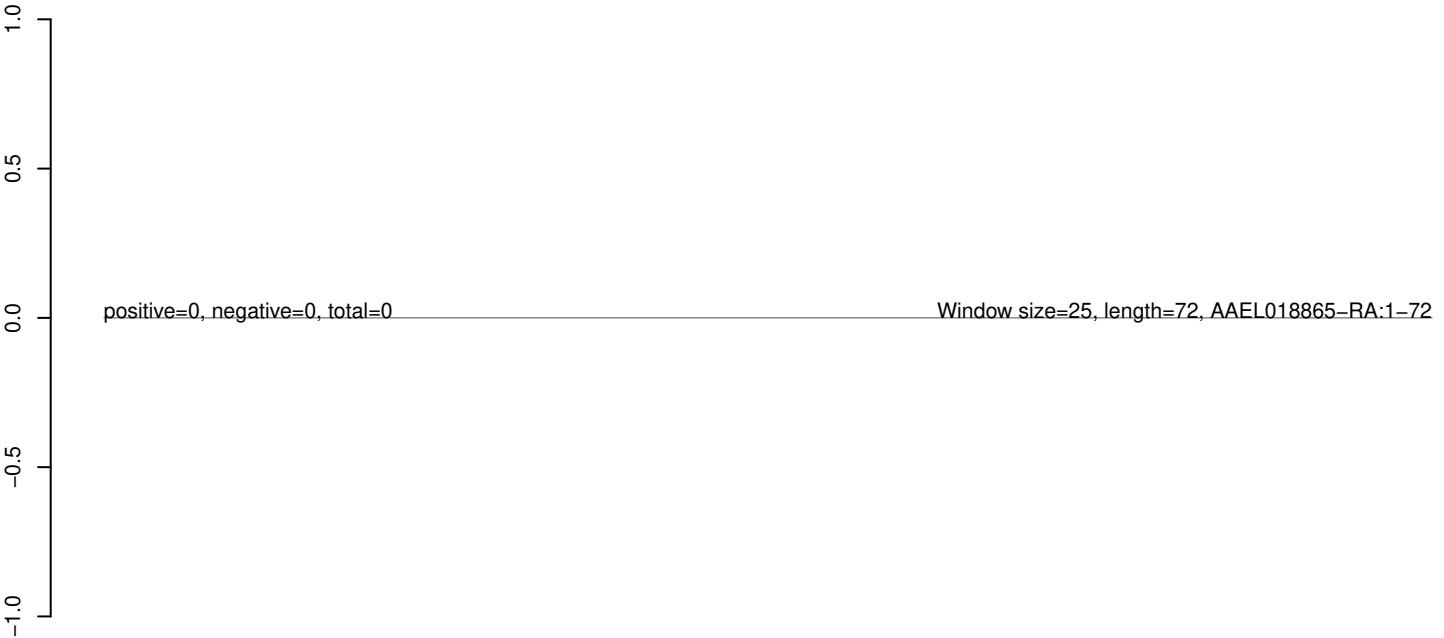 1.0
0.5
0.0
−0.5
−1.0
positive=0, negative=0, total=0
Window size=25, length=72, AAEL018865−RA:1−72